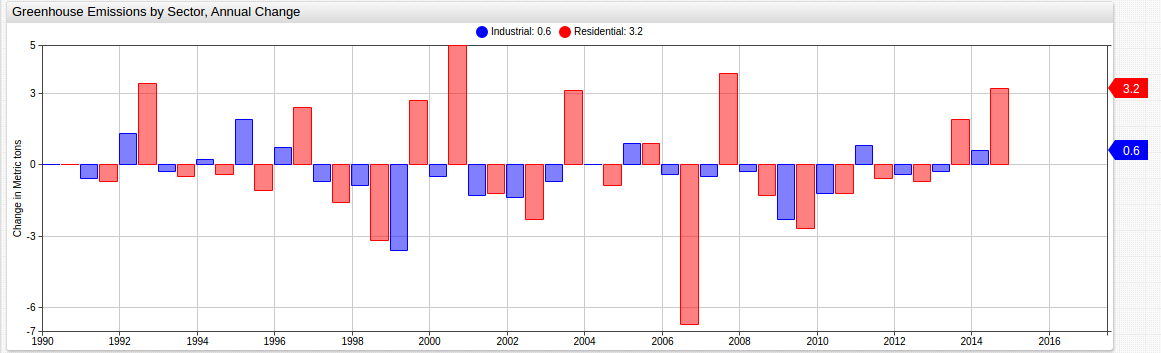 Greenhouse Emissions by Sector, Annual Change
Industrial: 0.6 Residential: 3.2
5
3
0
-3
-6
-7
Change in Metric tons
3.2
0.6
1990 1992 1994 1996 1998 2000 2002 2004 2006 2008 2010 2012 2014 2016